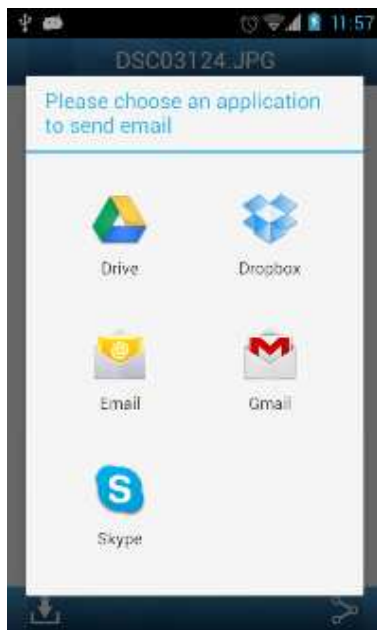 11:57
DSC03124.JPG
Please choose an application
to send email
Drive
Dropbox
Email
Gmail
Skype